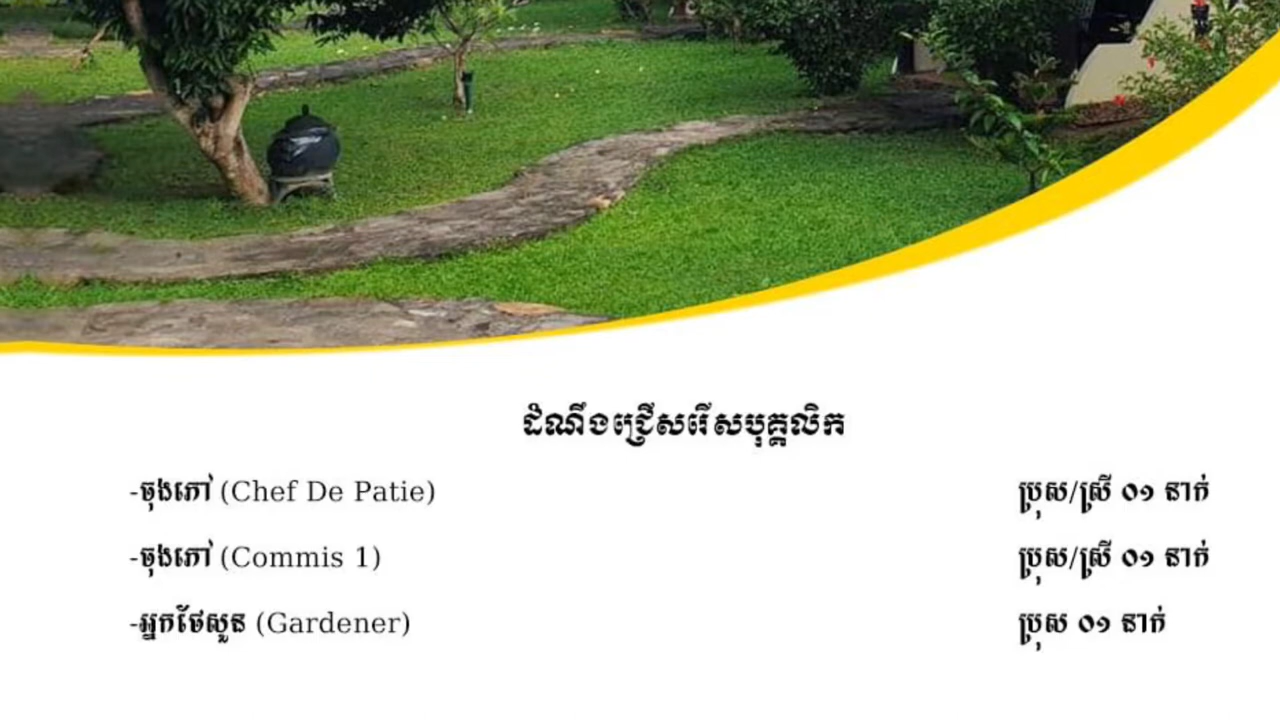 ដំណឹងជ្រើសរើសបុគ្គលិក
-ចុងភៅ (Chef De Patie) ប្រុស/ស្រី ០១ នាក់
-ចុងភៅ (Commis 1) ប្រុស/ស្រី ០១ នាក់
-អ្នកថែសួន (Gardener) ប្រុស ០១ នាក់